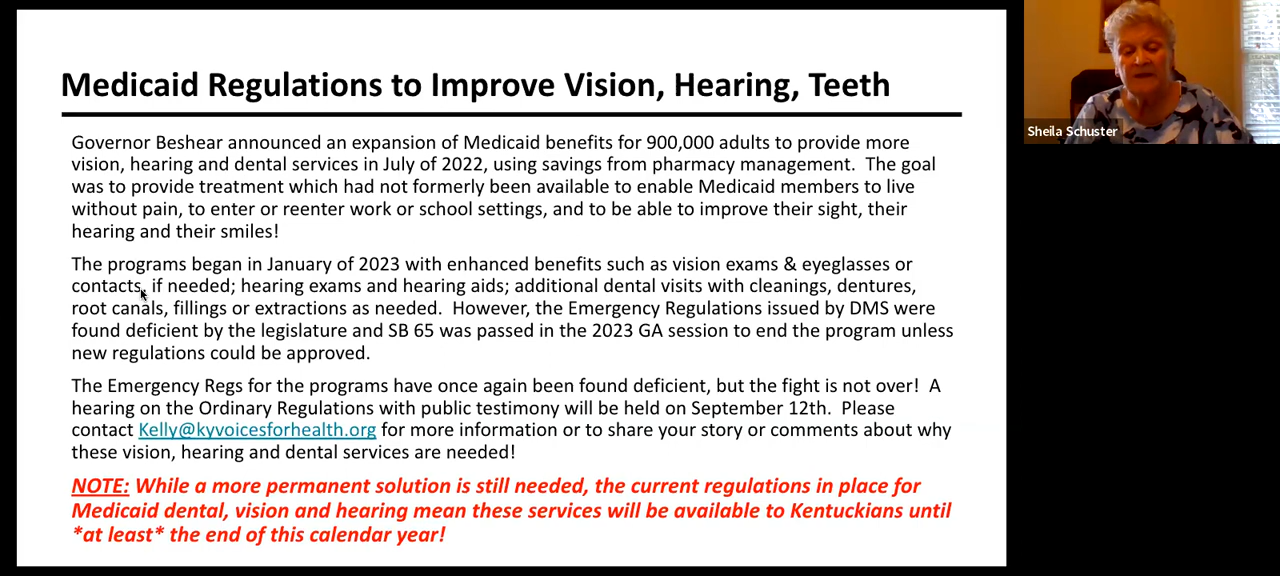 Medicaid Regulations to Improve Vision, Hearing, Teeth
Governor Beshear announced an expansion of Medicaid benefits for 900,000 adults to provide more
vision, hearing and dental services in July of 2022, using savings from pharmacy management.  The goal
was to provide treatment which had not formerly been available to enable Medicaid members to live
without pain, to enter or reenter work or school settings, and to be able to improve their sight, their
hearing and their smiles!
The programs began in January of 2023 with enhanced benefits such as vision exams & eyeglasses or
contacts, if needed; hearing exams and hearing aids; additional dental visits with cleanings, dentures,
root canals, fillings or extractions as needed.  However, the Emergency Regulations issued by DMS were
found deficient by the legislature and SB 65 was passed in the 2023 GA session to end the program unless
new regulations could be approved.
The Emergency Regs for the programs have once again been found deficient, but the fight is not over!  A
hearing on the Ordinary Regulations with public testimony will be held on September 12th.  Please
contact Kelly@kyvoicesforhealth.org for more information or to share your story or comments about why
these vision, hearing and dental services are needed!
NOTE: While a more permanent solution is still needed, the current regulations in place for
Medicaid dental, vision and hearing mean these services will be available to Kentuckians until
*at least* the end of this calendar year!
Sheila Schuster